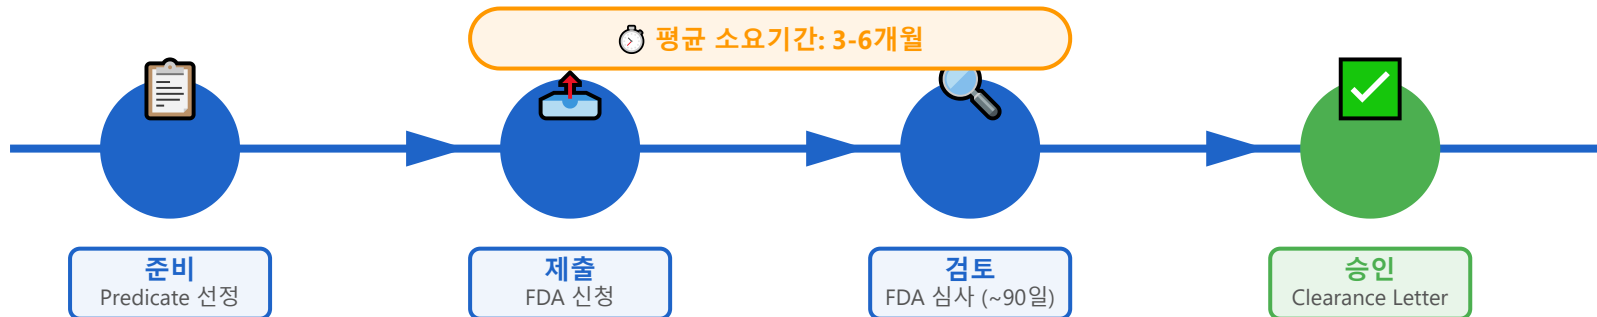 평균 소요기간: 3-6개월
준비
Predicate 선정
제출
FDA 신청
검토
FDA 심사 (~90일)
승인
Clearance Letter